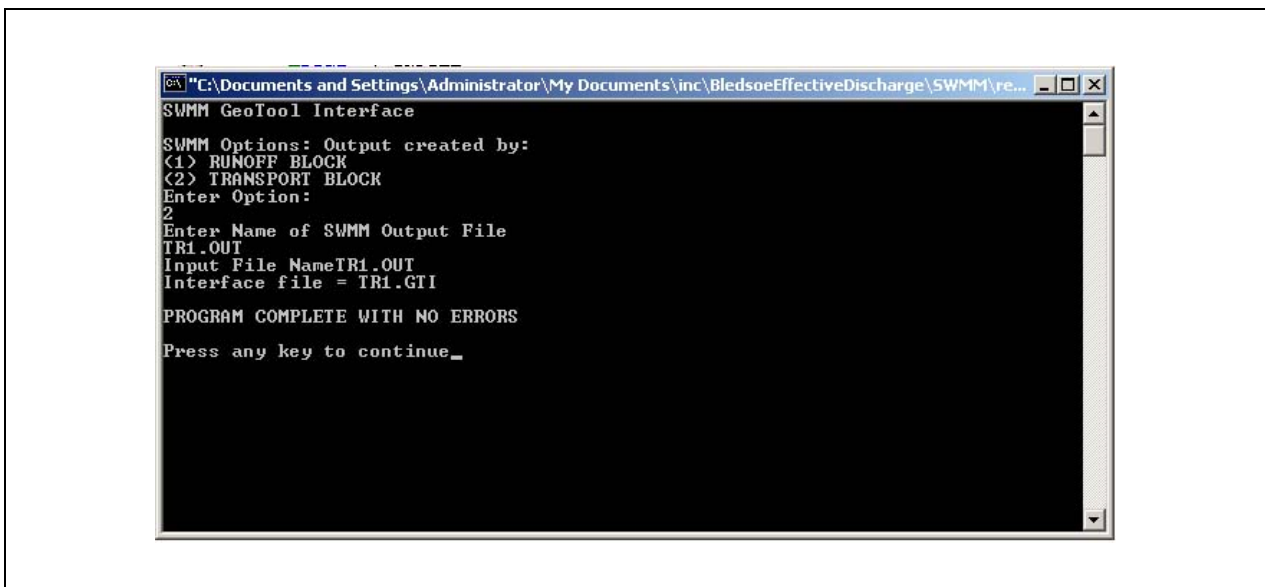 "C:\Documents and Settings\Administrator\My Documents\inc\BledsoeEffectiveDischarge\SWMM\re...
SWMM GeoTool Interface
SWMM Options: Output created by:
(1) RUNOFF BLOCK
(2) TRANSPORT BLOCK
Enter Option:
2
Enter Name of SWMM Output File
TR1.OUT
Input File NameTR1.OUT
Interface file = TR1.GTI
PROGRAM COMPLETE WITH NO ERRORS
Press any key to continue_